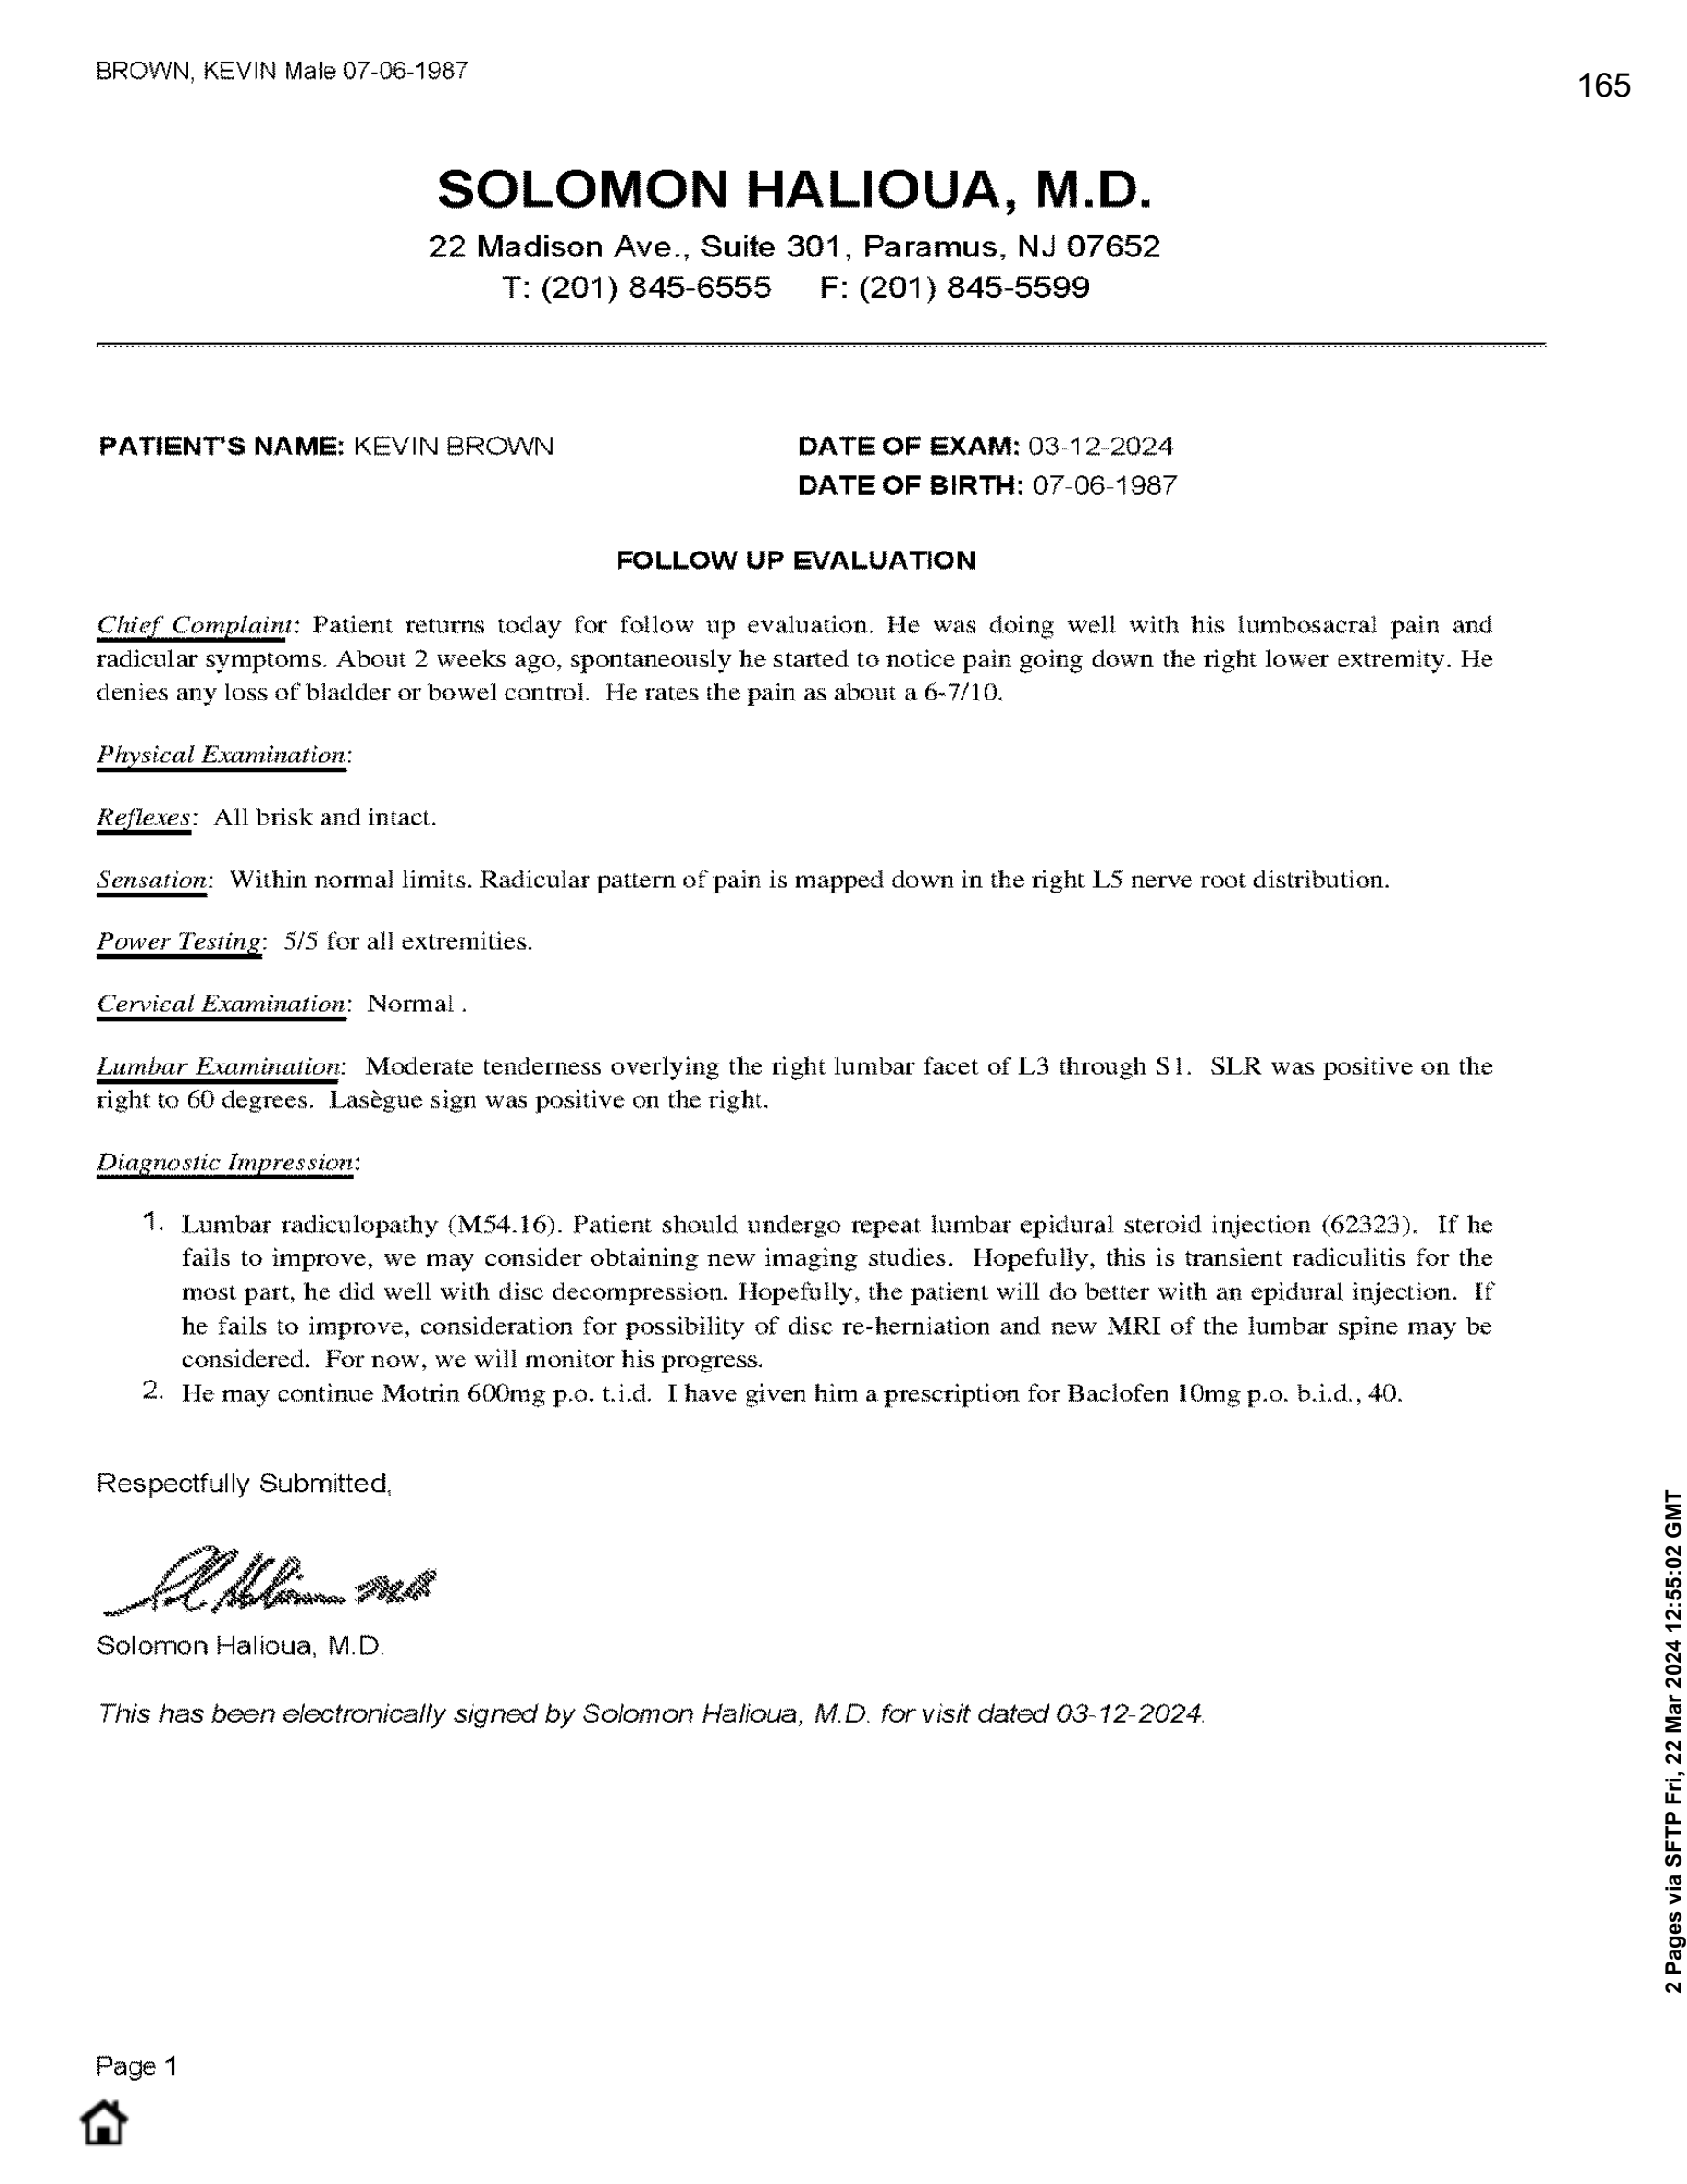 BROWN, KEVIN Male 07-06-1987
165
SOLOMON HALIOUA, M.D.
22 Madison Ave., Suite 301, Paramus, NJ 07652
T: (201) 845-6555 F: (201) 845-5599
PATIENT'S NAME: KEVIN BROWN DATE OF EXAM: 03-12-2024
DATE OF BIRTH: 07-06-1987
FOLLOW UP EVALUATION
Chief Complaint: Patient returns today for follow up evaluation. He was doing well with his lumbosacral pain and
radicular symptoms. About 2 weeks ago, spontaneously he started to notice pain going down the right lower extremity. He
denies any loss of bladder or bowel control. He rates the pain as about a 6-7/10.
Physical Examination:
Reflexes: All brisk and intact.
Sensation: Within normal limits. Radicular pattern of pain is mapped down in the right L5 nerve root distribution.
Power Testing: 5/5 for all extremities.
Cervical Examination: Normal .
Lumbar Examination: Moderate tenderness overlying the right lumbar facet of L3 through S1. SLR was positive on the
right to 60 degrees. Lasègue sign was positive on the right.
Diagnostic Impression:
1. Lumbar radiculopathy (M54.16). Patient should undergo repeat lumbar epidural steroid injection (62323). If he
fails to improve, we may consider obtaining new imaging studies. Hopefully, this is transient radiculitis for the
most part, he did well with disc decompression. Hopefully, the patient will do better with an epidural injection. If
he fails to improve, consideration for possibility of disc re-herniation and new MRI of the lumbar spine may be
considered. For now, we will monitor his progress.
2. He may continue Motrin 600mg p.o. t.i.d. I have given him a prescription for Baclofen 10mg p.o. b.i.d., 40.
Respectfully Submitted,
Solomon Halioua, M.D.
This has been electronically signed by Solomon Halioua, M.D. for visit dated 03-12-2024.
2 Pages via SFTP Fri, 22 Mar 2024 12:55:02 GMT
Page 1